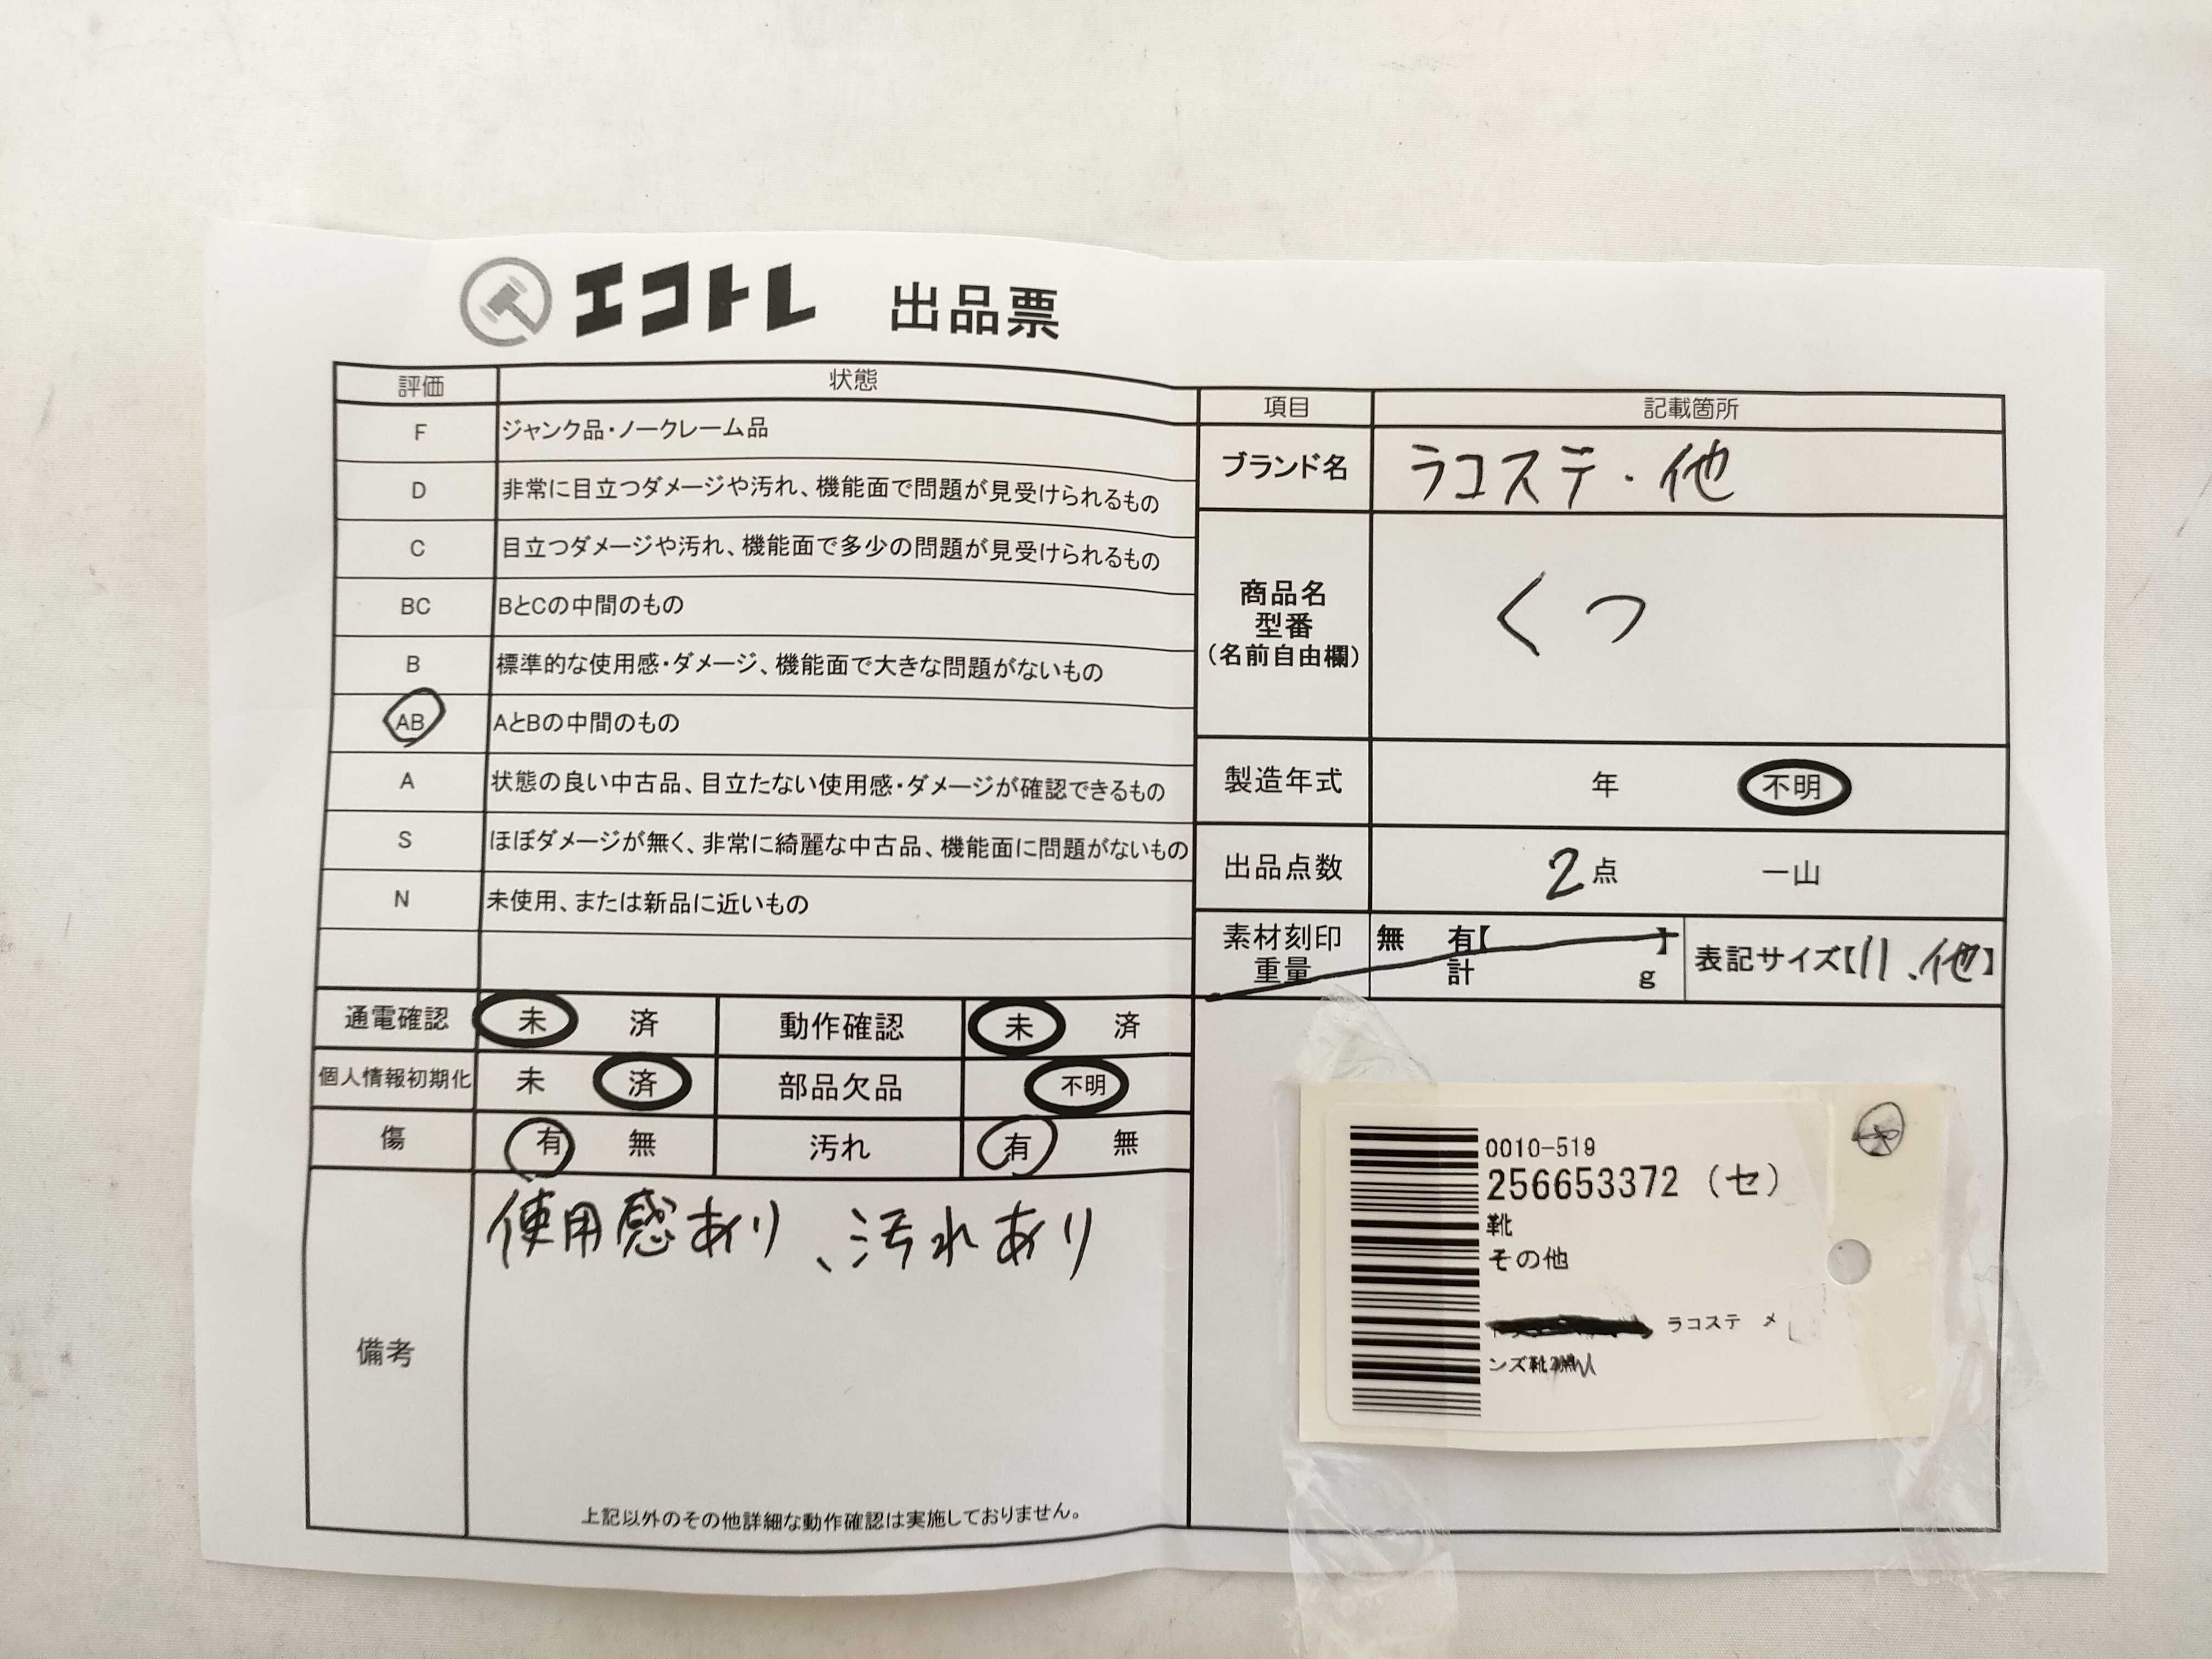 エコトレ 出品票
評価 状態
F ジャンク品・ノークレーム品
D 非常に目立つダメージや汚れ、機能面で問題が見受けられるもの
C 目立つダメージや汚れ、機能面で多少の問題が見受けられるもの
BC BとCの中間のもの
B 標準的な使用感・ダメージ、機能面で大きな問題がないもの
AB AとBの中間のもの
A 状態の良い中古品、目立たない使用感・ダメージが確認できるもの
S ほぼダメージが無く、非常に綺麗な中古品、機能面に問題がないもの
N 未使用、または新品に近いもの
通電確認 未 済 動作確認 未 済
個人情報初期化 未 済 部品欠品 不明
傷 有 無 汚れ 有 無
備考 使用感あり、汚れあり
上記以外のその他詳細な動作確認は実施しておりません。
項目 記載箇所
ブランド名 ラコステ・他
商品名
型番
(名前自由欄)
くつ
製造年式 年 不明
出品点数 2点 一山
素材刻印 無 有【 】
重量 計 g
表記サイズ【11、他】
0010-519
256653372 (セ)
靴
その他
ラコステ メ
ンズ靴